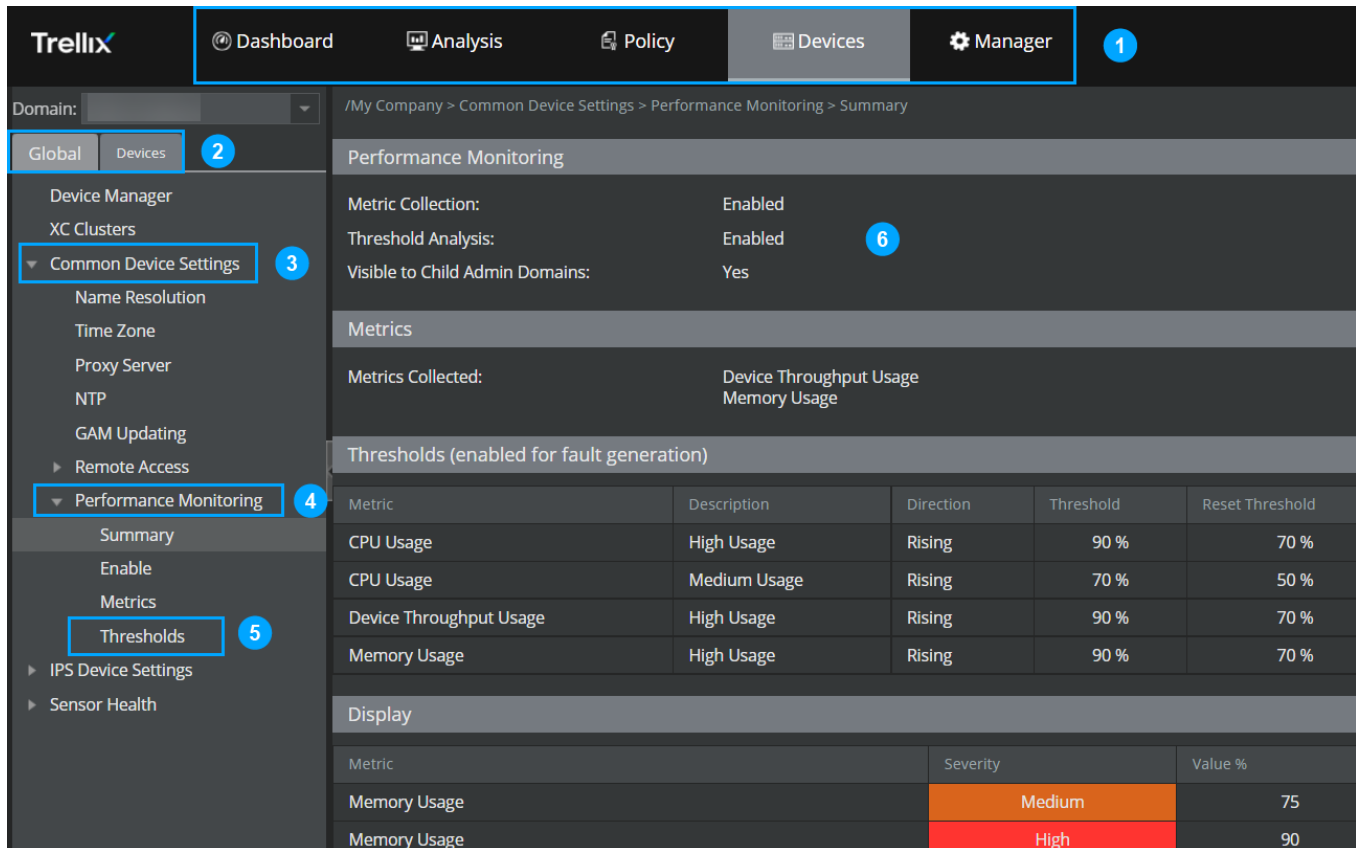 Trellix
Dashboard
Analysis
Policy
Devices
Manager
1
Domain:
/My Company > Common Device Settings > Performance Monitoring > Summary
Global
Devices
2
Device Manager
XC Clusters
Common Device Settings
3
Name Resolution
Time Zone
Proxy Server
NTP
GAM Updating
Remote Access
Performance Monitoring
4
Summary
Enable
Metrics
Thresholds
5
IPS Device Settings
Sensor Health
Performance Monitoring
Metric Collection: Enabled
Threshold Analysis: Enabled
6
Visible to Child Admin Domains: Yes
Metrics
Metrics Collected: Device Throughput Usage
Memory Usage
Thresholds (enabled for fault generation)
Metric Description Direction Threshold Reset Threshold
CPU Usage High Usage Rising 90 % 70 %
CPU Usage Medium Usage Rising 70 % 50 %
Device Throughput Usage High Usage Rising 90 % 70 %
Memory Usage High Usage Rising 90 % 70 %
Display
Metric Severity Value %
Memory Usage Medium 75
Memory Usage High 90